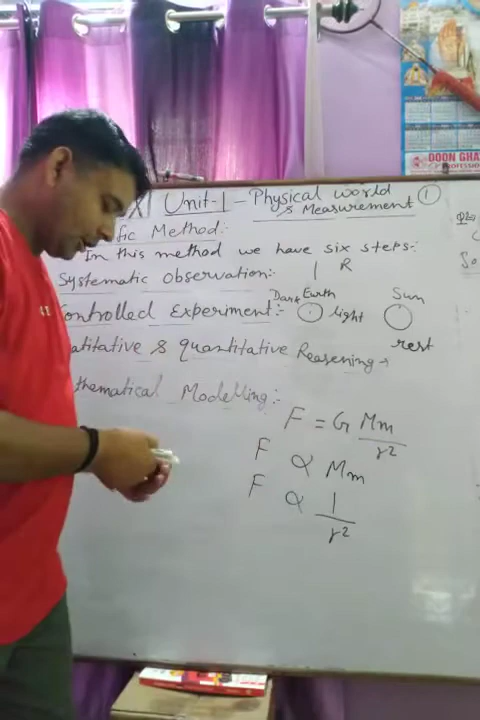 XI Unit-1 - Physical world ①
& Measurement
fic Method:-
In this method we have six steps:-
Systematic Observation:- | R
Controlled Experiment:- Dark Earth light Sun
atitative & quantitative Reasoning → rest
thematical Modelling:-
F = G Mm/r²
F ∝ Mm
F ∝ 1/r²
DOON GHA
PROFESSION